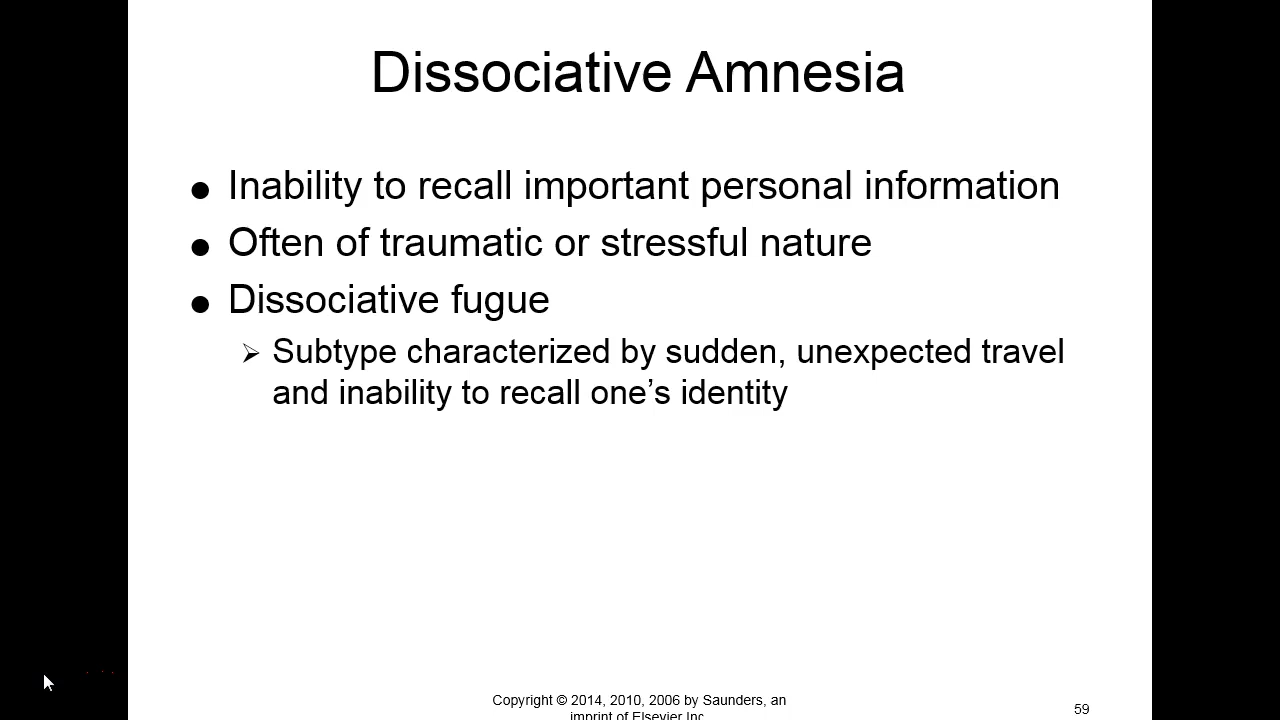 Dissociative Amnesia
● Inability to recall important personal information
● Often of traumatic or stressful nature
● Dissociative fugue
➢ Subtype characterized by sudden, unexpected travel
and inability to recall one’s identity
Copyright © 2014, 2010, 2006 by Saunders, an
imprint of Elsevier Inc
59